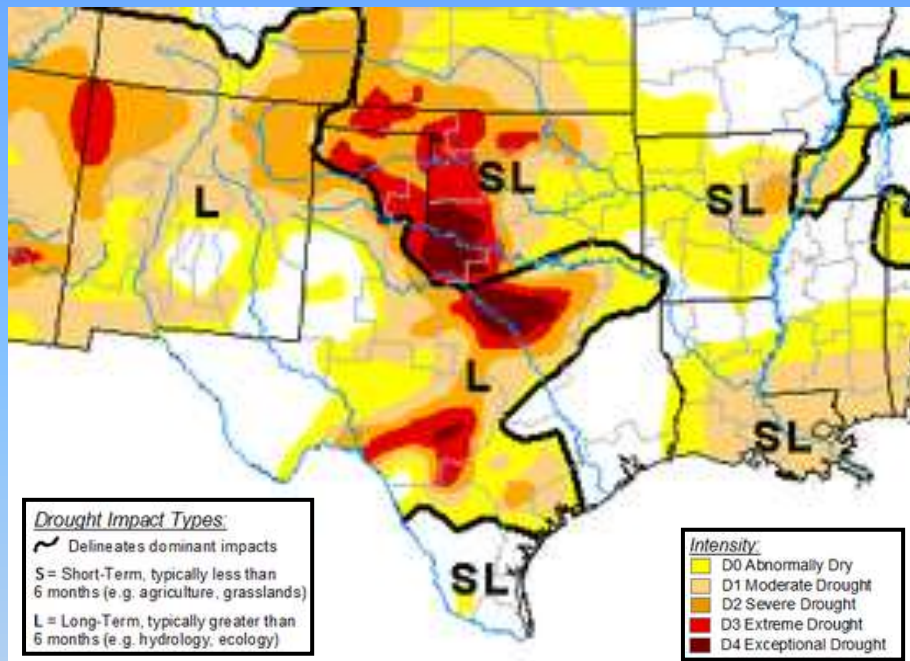 L
SL
L
SL
L
SL
SL
Drought Impact Types:
Delineates dominant impacts
S = Short-Term, typically less than
6 months (e.g. agriculture, grasslands)
L = Long-Term, typically greater than
6 months (e.g. hydrology, ecology)
Intensity:
D0 Abnormally Dry
D1 Moderate Drought
D2 Severe Drought
D3 Extreme Drought
D4 Exceptional Drought